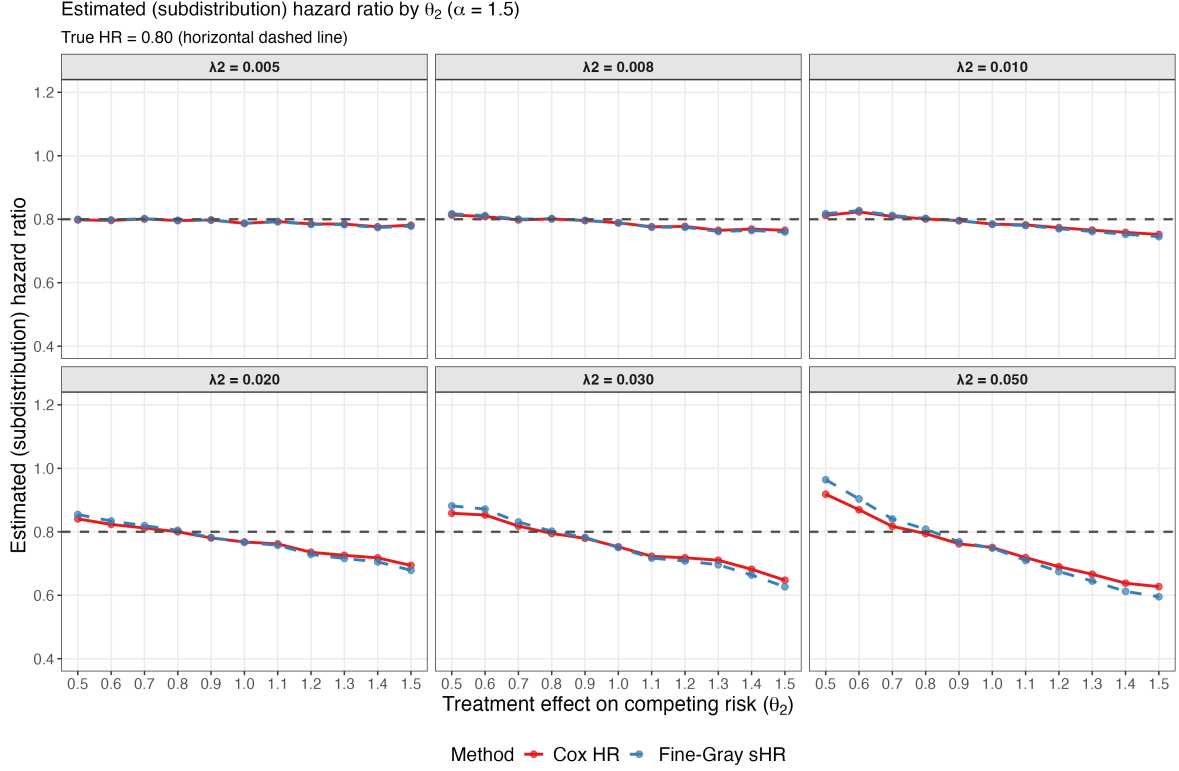 Estimated (subdistribution) hazard ratio by θ₂ (α = 1.5)
True HR = 0.80 (horizontal dashed line)
λ2 = 0.005
λ2 = 0.008
λ2 = 0.010
1.2
1.0
0.8
0.6
0.4
λ2 = 0.020
λ2 = 0.030
λ2 = 0.050
1.2
1.0
0.8
0.6
0.4
0.5 0.6 0.7 0.8 0.9 1.0 1.1 1.2 1.3 1.4 1.5
0.5 0.6 0.7 0.8 0.9 1.0 1.1 1.2 1.3 1.4 1.5
0.5 0.6 0.7 0.8 0.9 1.0 1.1 1.2 1.3 1.4 1.5
Estimated (subdistribution) hazard ratio
Treatment effect on competing risk (θ₂)
Method Cox HR Fine-Gray sHR